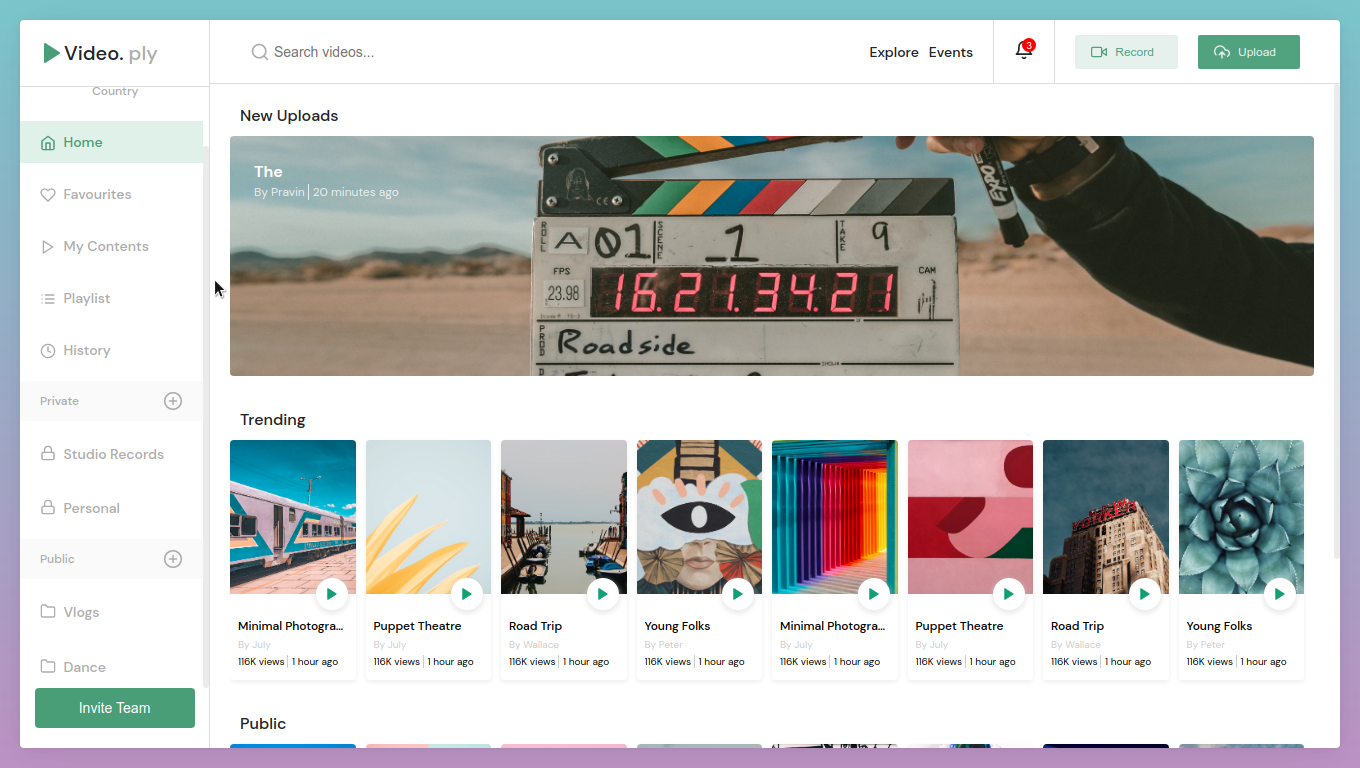 Video. ply
Search videos...
Explore Events
3
Record
Upload
Country
Home
Favourites
My Contents
Playlist
History
Private
Studio Records
Personal
Public
Vlogs
Dance
Invite Team
New Uploads
The
By Pravin | 20 minutes ago
ROLL A 01 SCENE 1 TAKE 9
FPS
CAM
23.98
16.21.34.21
PROD Roadside
Trending
Minimal Photogra...
By July
116K views | 1 hour ago
Puppet Theatre
By July
116K views | 1 hour ago
Road Trip
By Wallace
116K views | 1 hour ago
Young Folks
By Peter
116K views | 1 hour ago
Minimal Photogra...
By July
116K views | 1 hour ago
Puppet Theatre
By July
116K views | 1 hour ago
Road Trip
By Wallace
116K views | 1 hour ago
Young Folks
By Peter
116K views | 1 hour ago
Public